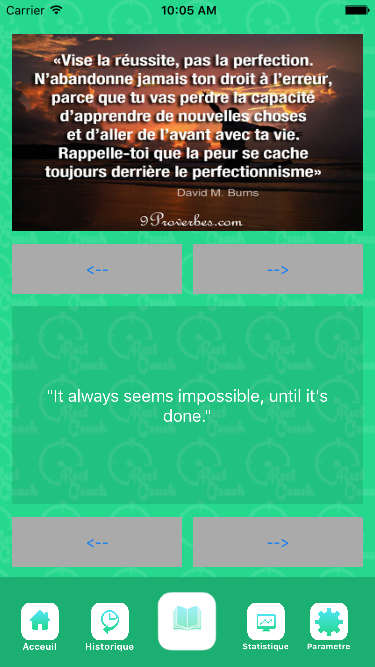 Carrier 10:05 AM
«Vise la réussite, pas la perfection.
N'abandonne jamais ton droit à l'erreur,
parce que tu vas perdre la capacité
d'apprendre de nouvelles choses
et d'aller de l'avant avec ta vie.
Rappelle-toi que la peur se cache
toujours derrière le perfectionnisme»
David M. Burns
9Proverbes.com
<-- -->
"It always seems impossible, until it's
done."
<-- -->
Acceuil Historique Statistique Parametre